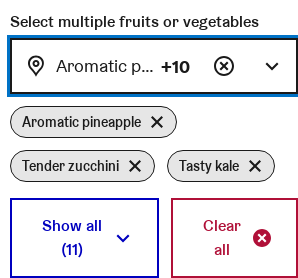 Select multiple fruits or vegetables
Aromatic p... +10
Aromatic pineapple
Tender zucchini Tasty kale
Show all
(11)
Clear
all